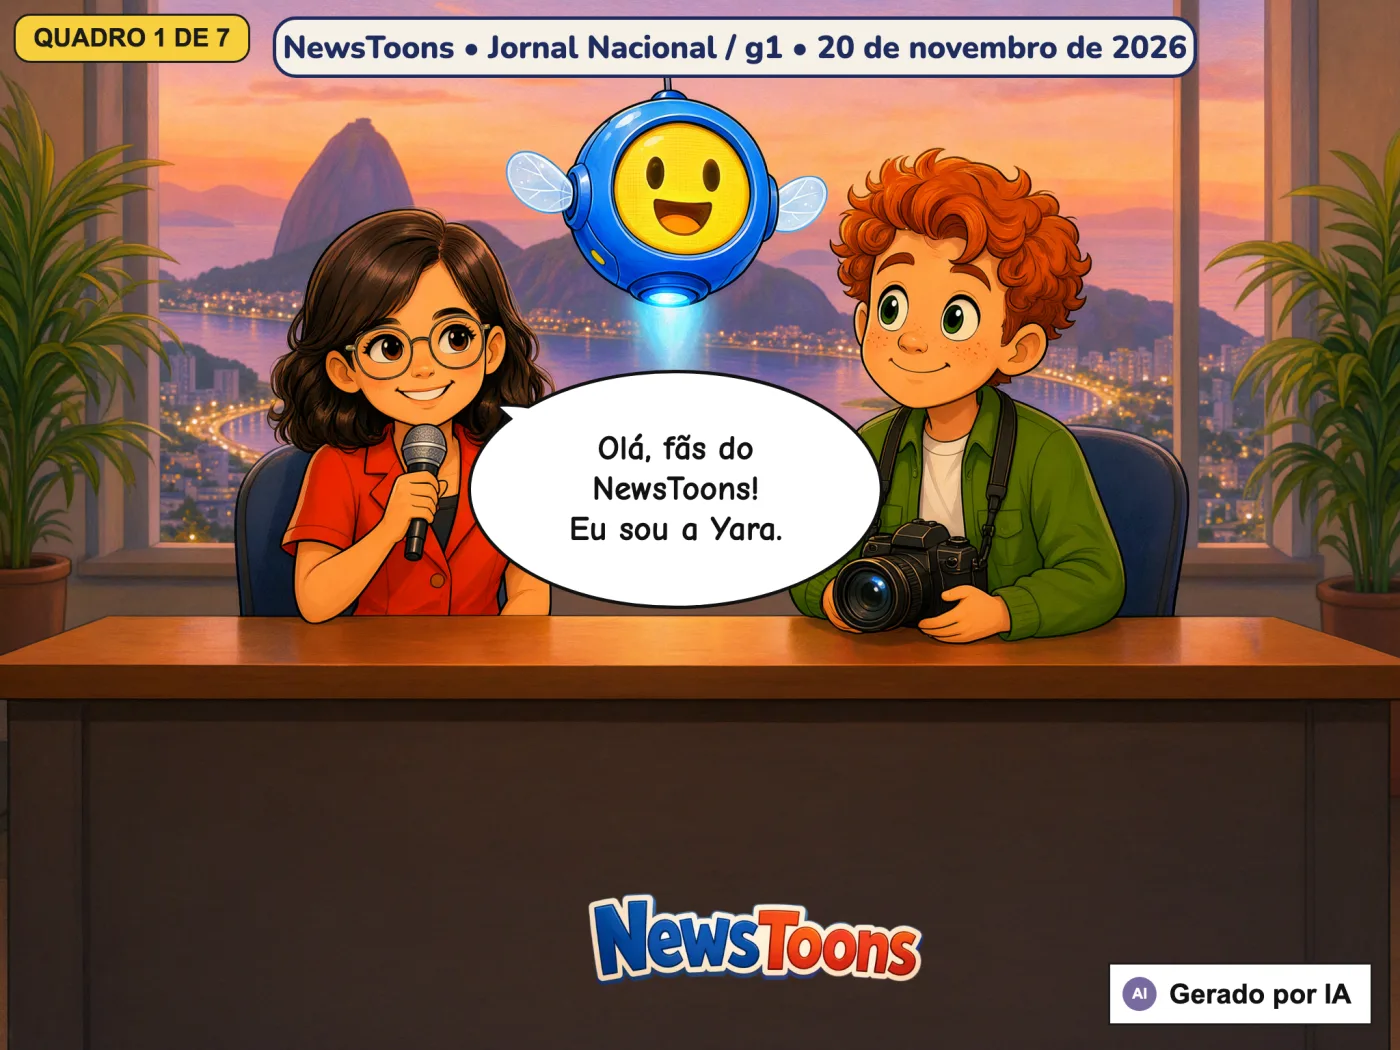 QUADRO 1 DE 7
NewsToons • Jornal Nacional / g1 • 20 de novembro de 2026
Olá, fãs do
NewsToons!
Eu sou a Yara.
NewsToons
AI Gerado por IA